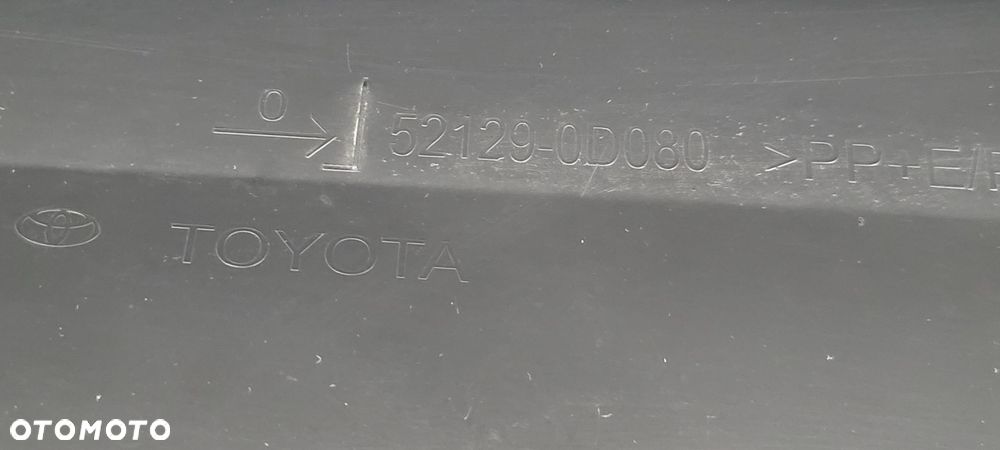 0
52129-0D080 >PP+E/P
TOYOTA
OTOMOTO